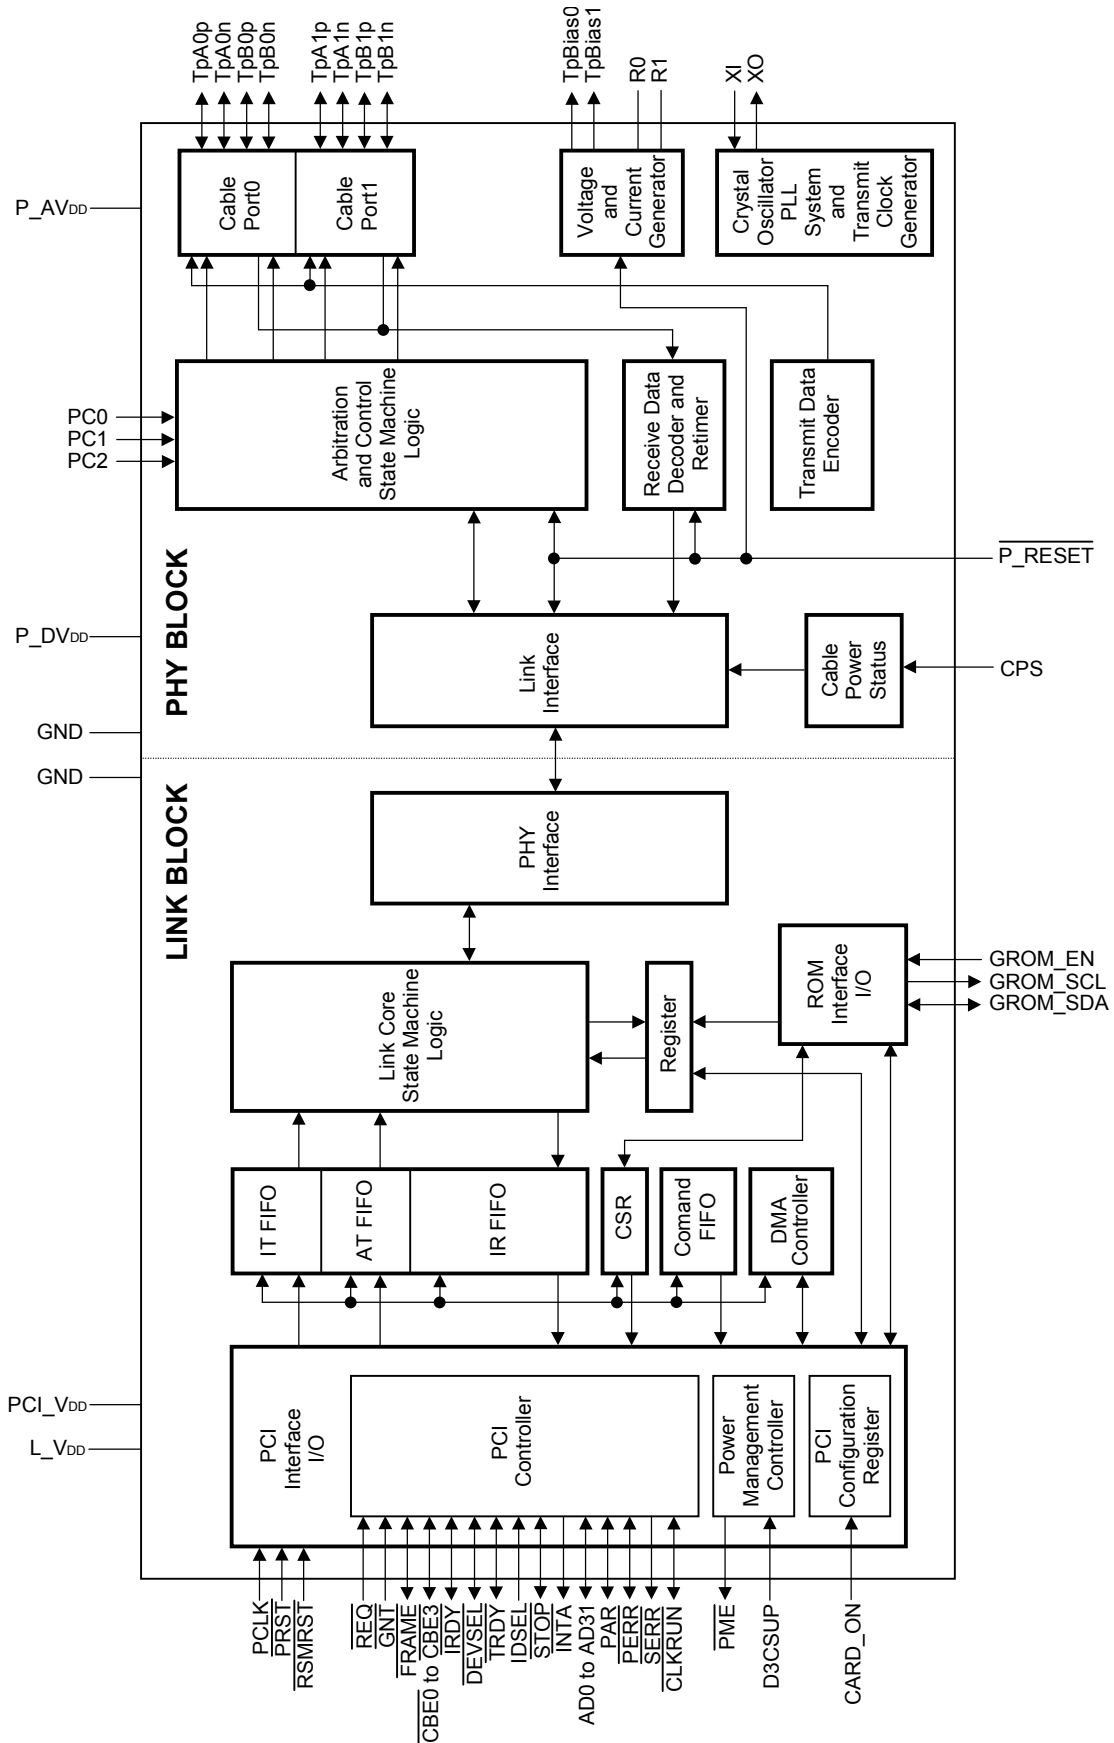 TpA0p
TpA0n
TpB0p
TpB0n
TpA1p
TpA1n
TpB1p
TpB1n
TpBias0
TpBias1
R0
R1
XI
XO
P_AVDD
Cable
Port0
Cable
Port1
Voltage
and
Current
Generator
Crystal
Oscillator
PLL
System
and
Transmit
Clock
Generator
PC0
PC1
PC2
Arbitration
and Control
State Machine
Logic
Receive Data
Decoder and
Retimer
Transmit Data
Encoder
P_RESET
PHY BLOCK
P_DVDD
Link
Interface
Cable
Power
Status
CPS
GND
GND
LINK BLOCK
PHY
Interface
Link Core
State Machine
Logic
Register
ROM
Interface
I/O
GROM_EN
GROM_SCL
GROM_SDA
IT FIFO
AT FIFO
IR FIFO
CSR
Comand
FIFO
DMA
Controller
PCI_VDD
L_VDD
PCI
Interface
I/O
PCI
Controller
Power
Management
Controller
PCI
Configuration
Register
PCLK
PRST
RSMRST
REQ
GNT
FRAME
CBE0 to CBE3
IRDY
DEVSEL
TRDY
IDSEL
STOP
INTA
AD0 to AD31
PAR
PERR
SERR
CLKRUN
PME
D3CSUP
CARD_ON